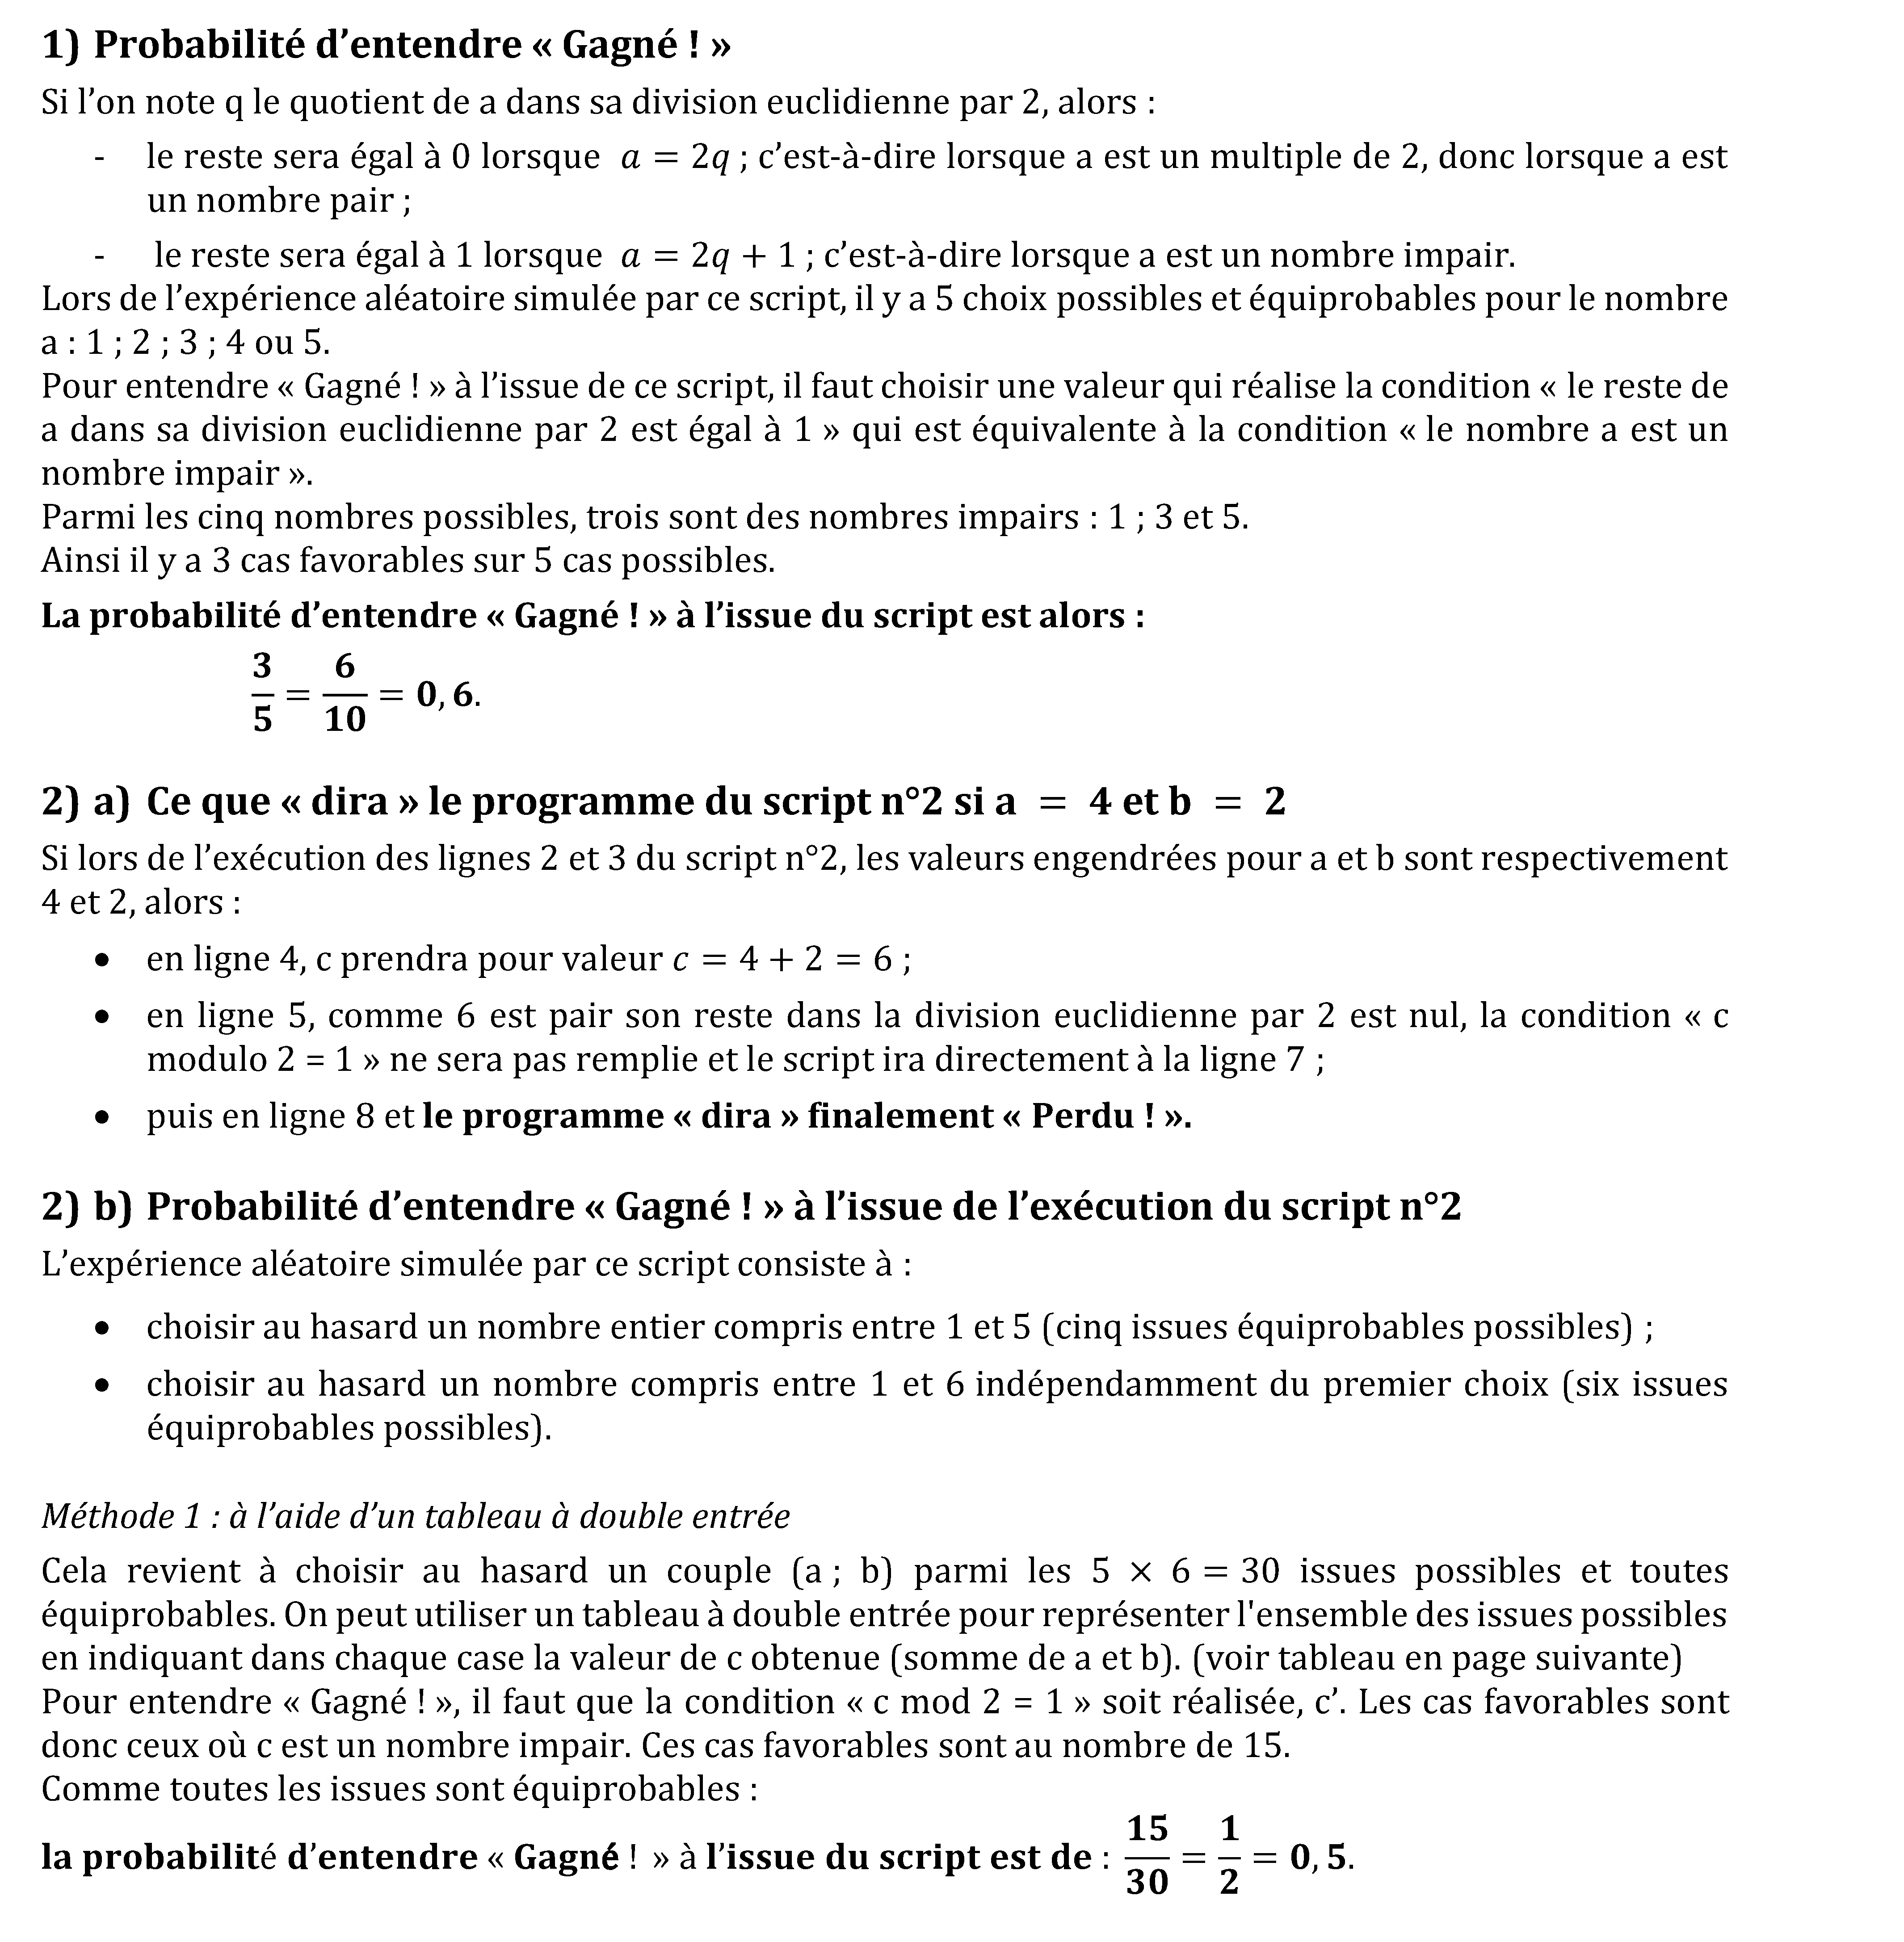 1) Probabilité d’entendre « Gagné ! »
Si l’on note q le quotient de a dans sa division euclidienne par 2, alors :
- le reste sera égal à 0 lorsque a = 2q ; c’est-à-dire lorsque a est un multiple de 2, donc lorsque a est
un nombre pair ;
- le reste sera égal à 1 lorsque a = 2q + 1 ; c’est-à-dire lorsque a est un nombre impair.
Lors de l’expérience aléatoire simulée par ce script, il y a 5 choix possibles et équiprobables pour le nombre
a : 1 ; 2 ; 3 ; 4 ou 5.
Pour entendre « Gagné ! » à l’issue de ce script, il faut choisir une valeur qui réalise la condition « le reste de
a dans sa division euclidienne par 2 est égal à 1 » qui est équivalente à la condition « le nombre a est un
nombre impair ».
Parmi les cinq nombres possibles, trois sont des nombres impairs : 1 ; 3 et 5.
Ainsi il y a 3 cas favorables sur 5 cas possibles.
La probabilité d’entendre « Gagné ! » à l’issue du script est alors :
3/5 = 6/10 = 0,6.
2) a) Ce que « dira » le programme du script n°2 si a = 4 et b = 2
Si lors de l’exécution des lignes 2 et 3 du script n°2, les valeurs engendrées pour a et b sont respectivement
4 et 2, alors :
• en ligne 4, c prendra pour valeur c = 4 + 2 = 6 ;
• en ligne 5, comme 6 est pair son reste dans la division euclidienne par 2 est nul, la condition « c
modulo 2 = 1 » ne sera pas remplie et le script ira directement à la ligne 7 ;
• puis en ligne 8 et le programme « dira » finalement « Perdu ! ».
2) b) Probabilité d’entendre « Gagné ! » à l’issue de l’exécution du script n°2
L’expérience aléatoire simulée par ce script consiste à :
• choisir au hasard un nombre entier compris entre 1 et 5 (cinq issues équiprobables possibles) ;
• choisir au hasard un nombre compris entre 1 et 6 indépendamment du premier choix (six issues
équiprobables possibles).
Méthode 1 : à l’aide d’un tableau à double entrée
Cela revient à choisir au hasard un couple (a ; b) parmi les 5 × 6 = 30 issues possibles et toutes
équiprobables. On peut utiliser un tableau à double entrée pour représenter l'ensemble des issues possibles
en indiquant dans chaque case la valeur de c obtenue (somme de a et b). (voir tableau en page suivante)
Pour entendre « Gagné ! », il faut que la condition « c mod 2 = 1 » soit réalisée, c’. Les cas favorables sont
donc ceux où c est un nombre impair. Ces cas favorables sont au nombre de 15.
Comme toutes les issues sont équiprobables :
la probabilité d’entendre « Gagné ! » à l’issue du script est de : 15/30 = 1/2 = 0,5.